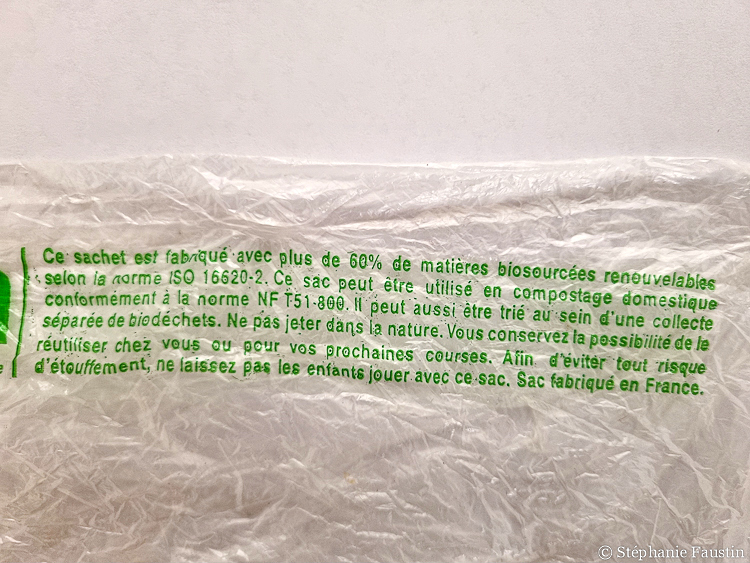 Ce sachet est fabriqué avec plus de 60% de matières biosourcées renouvelables
selon la norme ISO 16620-2. Ce sac peut être utilisé en compostage domestique
conformément à la norme NF T51-800. Il peut aussi être trié au sein d'une collecte
séparée de biodéchets. Ne pas jeter dans la nature. Vous conservez la possibilité de la
réutiliser chez vous ou pour vos prochaines courses. Afin d'éviter tout risque
d'étouffement, ne laissez pas les enfants jouer avec ce sac. Sac fabriqué en France.
© Stéphanie Faustin